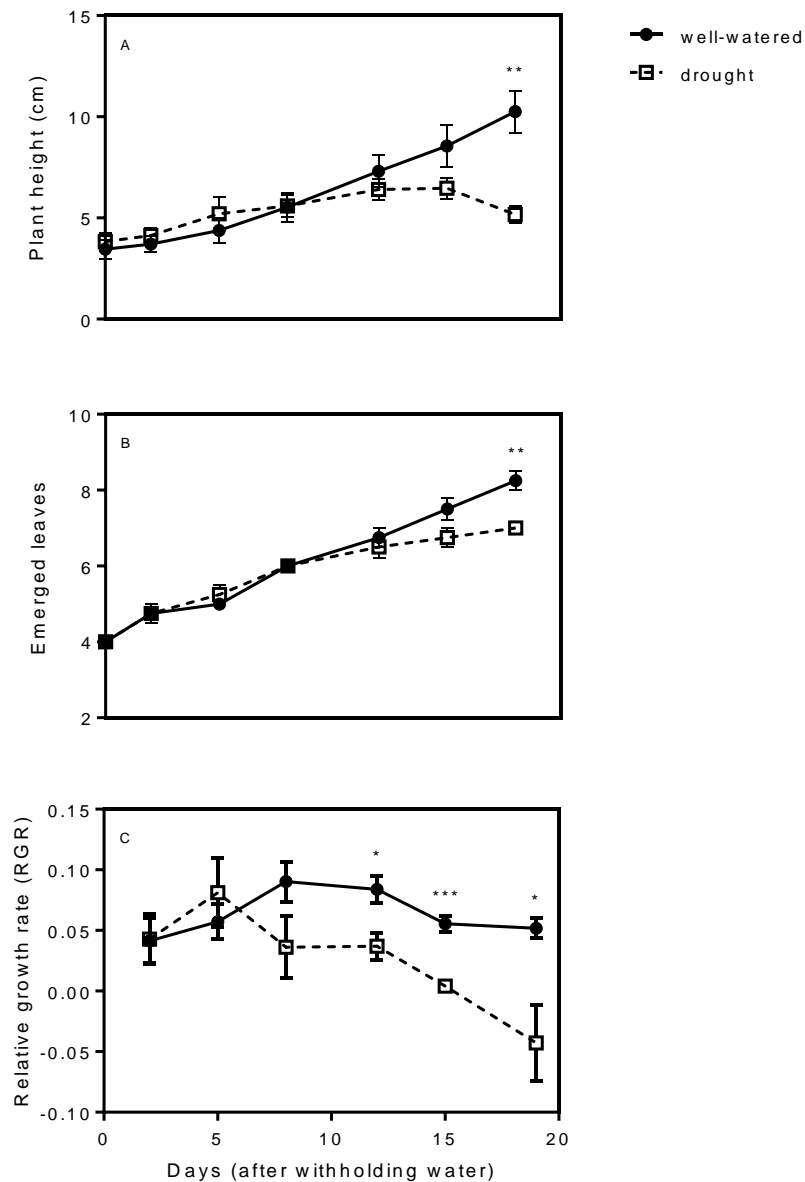 well-watered
drought
A
**
15
10
5
0
Plant height (cm)
B
**
10
8
6
4
2
Emerged leaves
C
*
***
*
0.15
0.10
0.05
0.00
-0.05
-0.10
Relative growth rate (RGR)
0 5 10 15 20
Days (after withholding water)